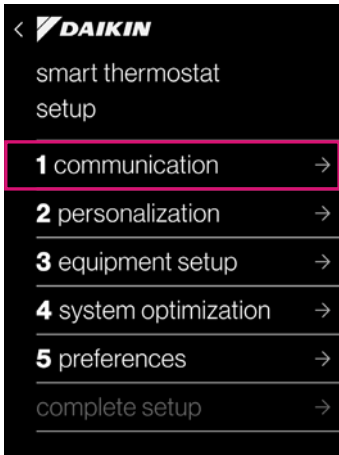 DAIKIN
smart thermostat
setup
1 communication
2 personalization
3 equipment setup
4 system optimization
5 preferences
complete setup